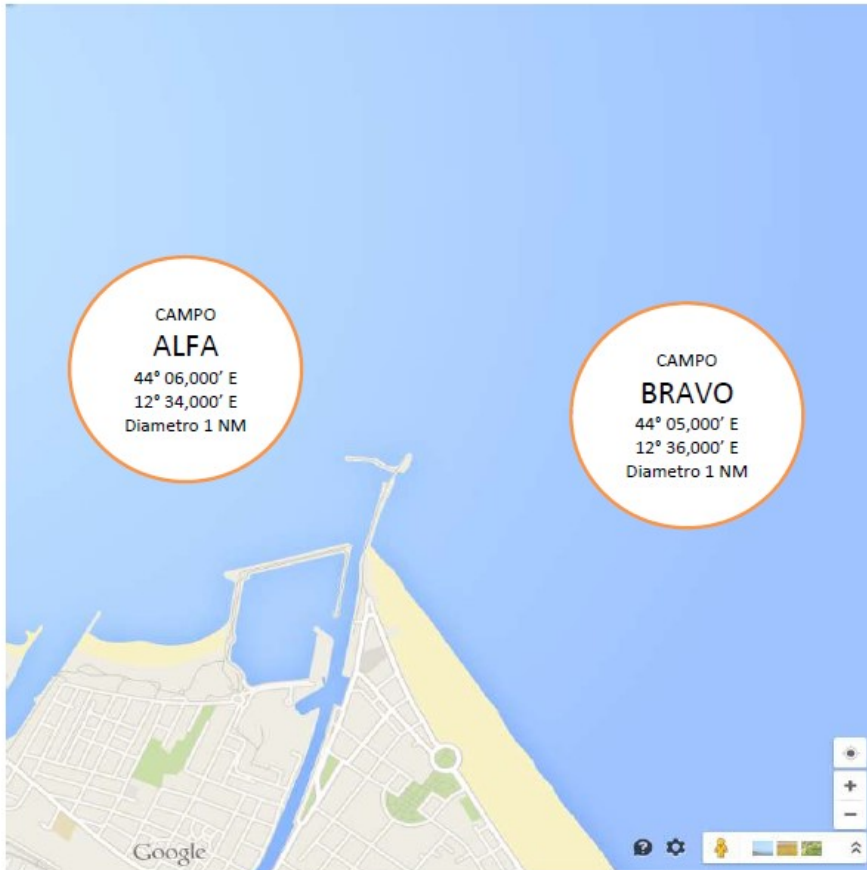 CAMPO
ALFA
44° 06,000’ E
12° 34,000’ E
Diametro 1 NM
CAMPO
BRAVO
44° 05,000’ E
12° 36,000’ E
Diametro 1 NM
Google